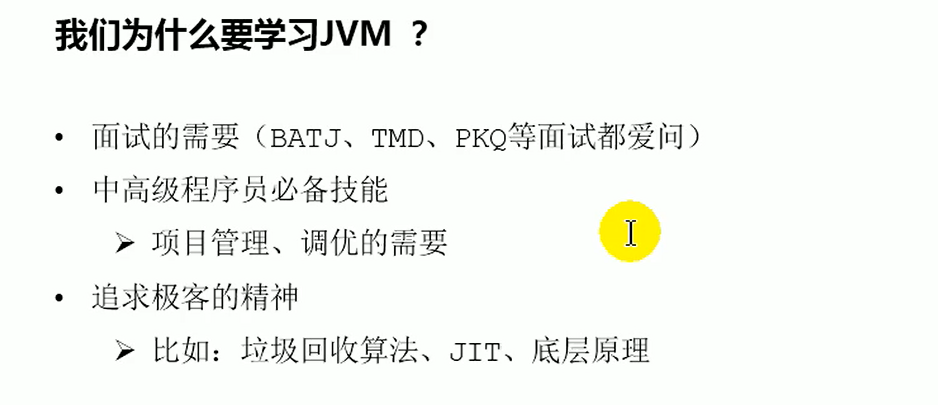 我们为什么要学习JVM ？
• 面试的需要（BATJ、TMD、PKQ等面试都爱问）
• 中高级程序员必备技能
➢ 项目管理、调优的需要
• 追求极客的精神
➢ 比如：垃圾回收算法、JIT、底层原理